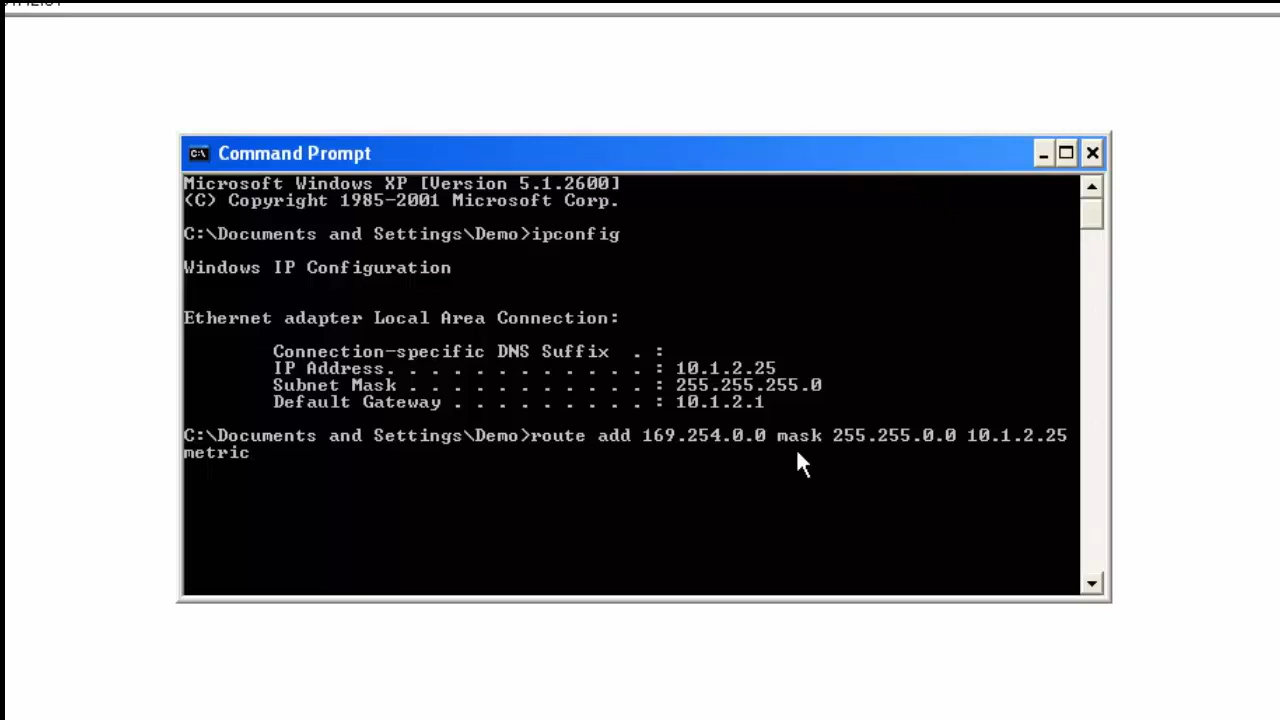 Command Prompt
Microsoft Windows XP [Version 5.1.2600]
(C) Copyright 1985-2001 Microsoft Corp.
C:\Documents and Settings\Demo>ipconfig
Windows IP Configuration
Ethernet adapter Local Area Connection:
Connection-specific DNS Suffix . :
IP Address. . . . . . . . . . . . : 10.1.2.25
Subnet Mask . . . . . . . . . . . : 255.255.255.0
Default Gateway . . . . . . . . . : 10.1.2.1
C:\Documents and Settings\Demo>route add 169.254.0.0 mask 255.255.0.0 10.1.2.25
metric